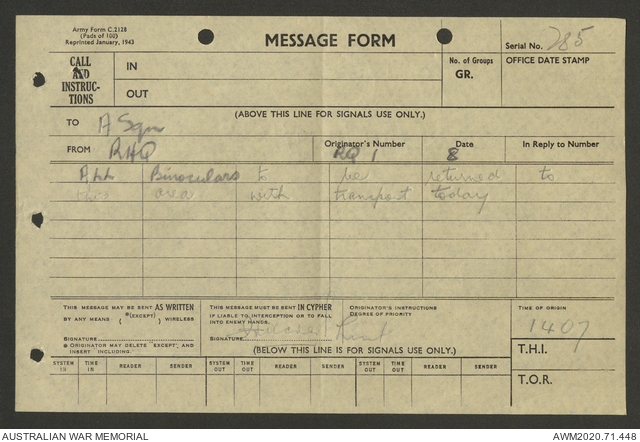 Army Form C.2128
(Pads of 100)
Reprinted January, 1943
MESSAGE FORM
Serial No. 285
CALL
AND
INSTRUC-
TIONS
IN
OUT
No. of Groups
GR.
OFFICE DATE STAMP
(ABOVE THIS LINE FOR SIGNALS USE ONLY.)
TO A Sqn
FROM RHQ
Originator's Number RQ 1
Date 8
In Reply to Number
All Binoculars to be returned to
this area with transport today
THIS MESSAGE MAY BE SENT AS WRITTEN
BY ANY MEANS { *(EXCEPT) } WIRELESS
SIGNATURE
* ORIGINATOR MAY DELETE "EXCEPT," AND
INSERT INCLUDING."
THIS MESSAGE MUST BE SENT IN CYPHER
IF LIABLE TO INTERCEPTION OR TO FALL
INTO ENEMY HANDS.
SIGNATURE
ORIGINATOR'S INSTRUCTIONS
DEGREE OF PRIORITY
TIME OF ORIGIN
1407
(BELOW THIS LINE IS FOR SIGNALS USE ONLY.)
T.H.I.
T.O.R.
SYSTEM IN TIME IN READER SENDER SYSTEM OUT TIME OUT READER SENDER SYSTEM OUT TIME OUT READER SENDER
AUSTRALIAN WAR MEMORIAL
AWM2020.71.448